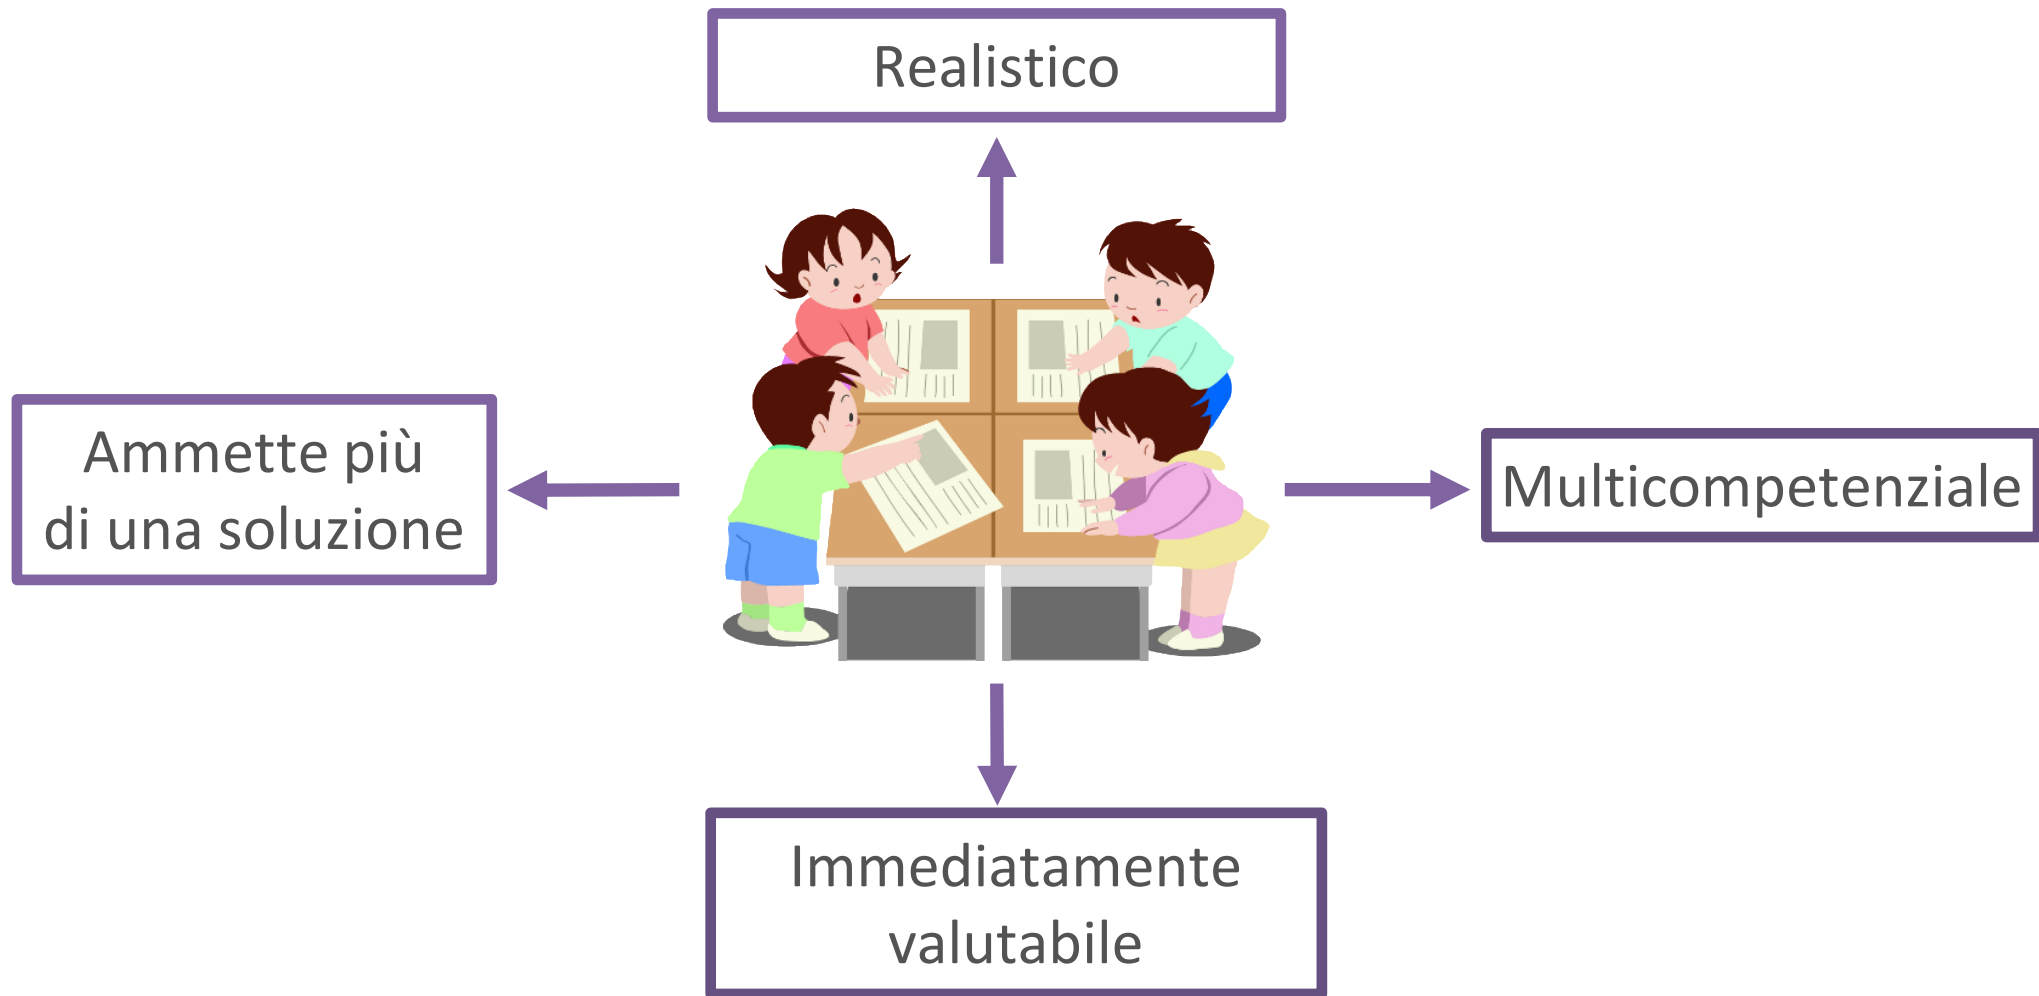 Realistico
Ammette più
di una soluzione
Multicompetenziale
Immediatamente
valutabile